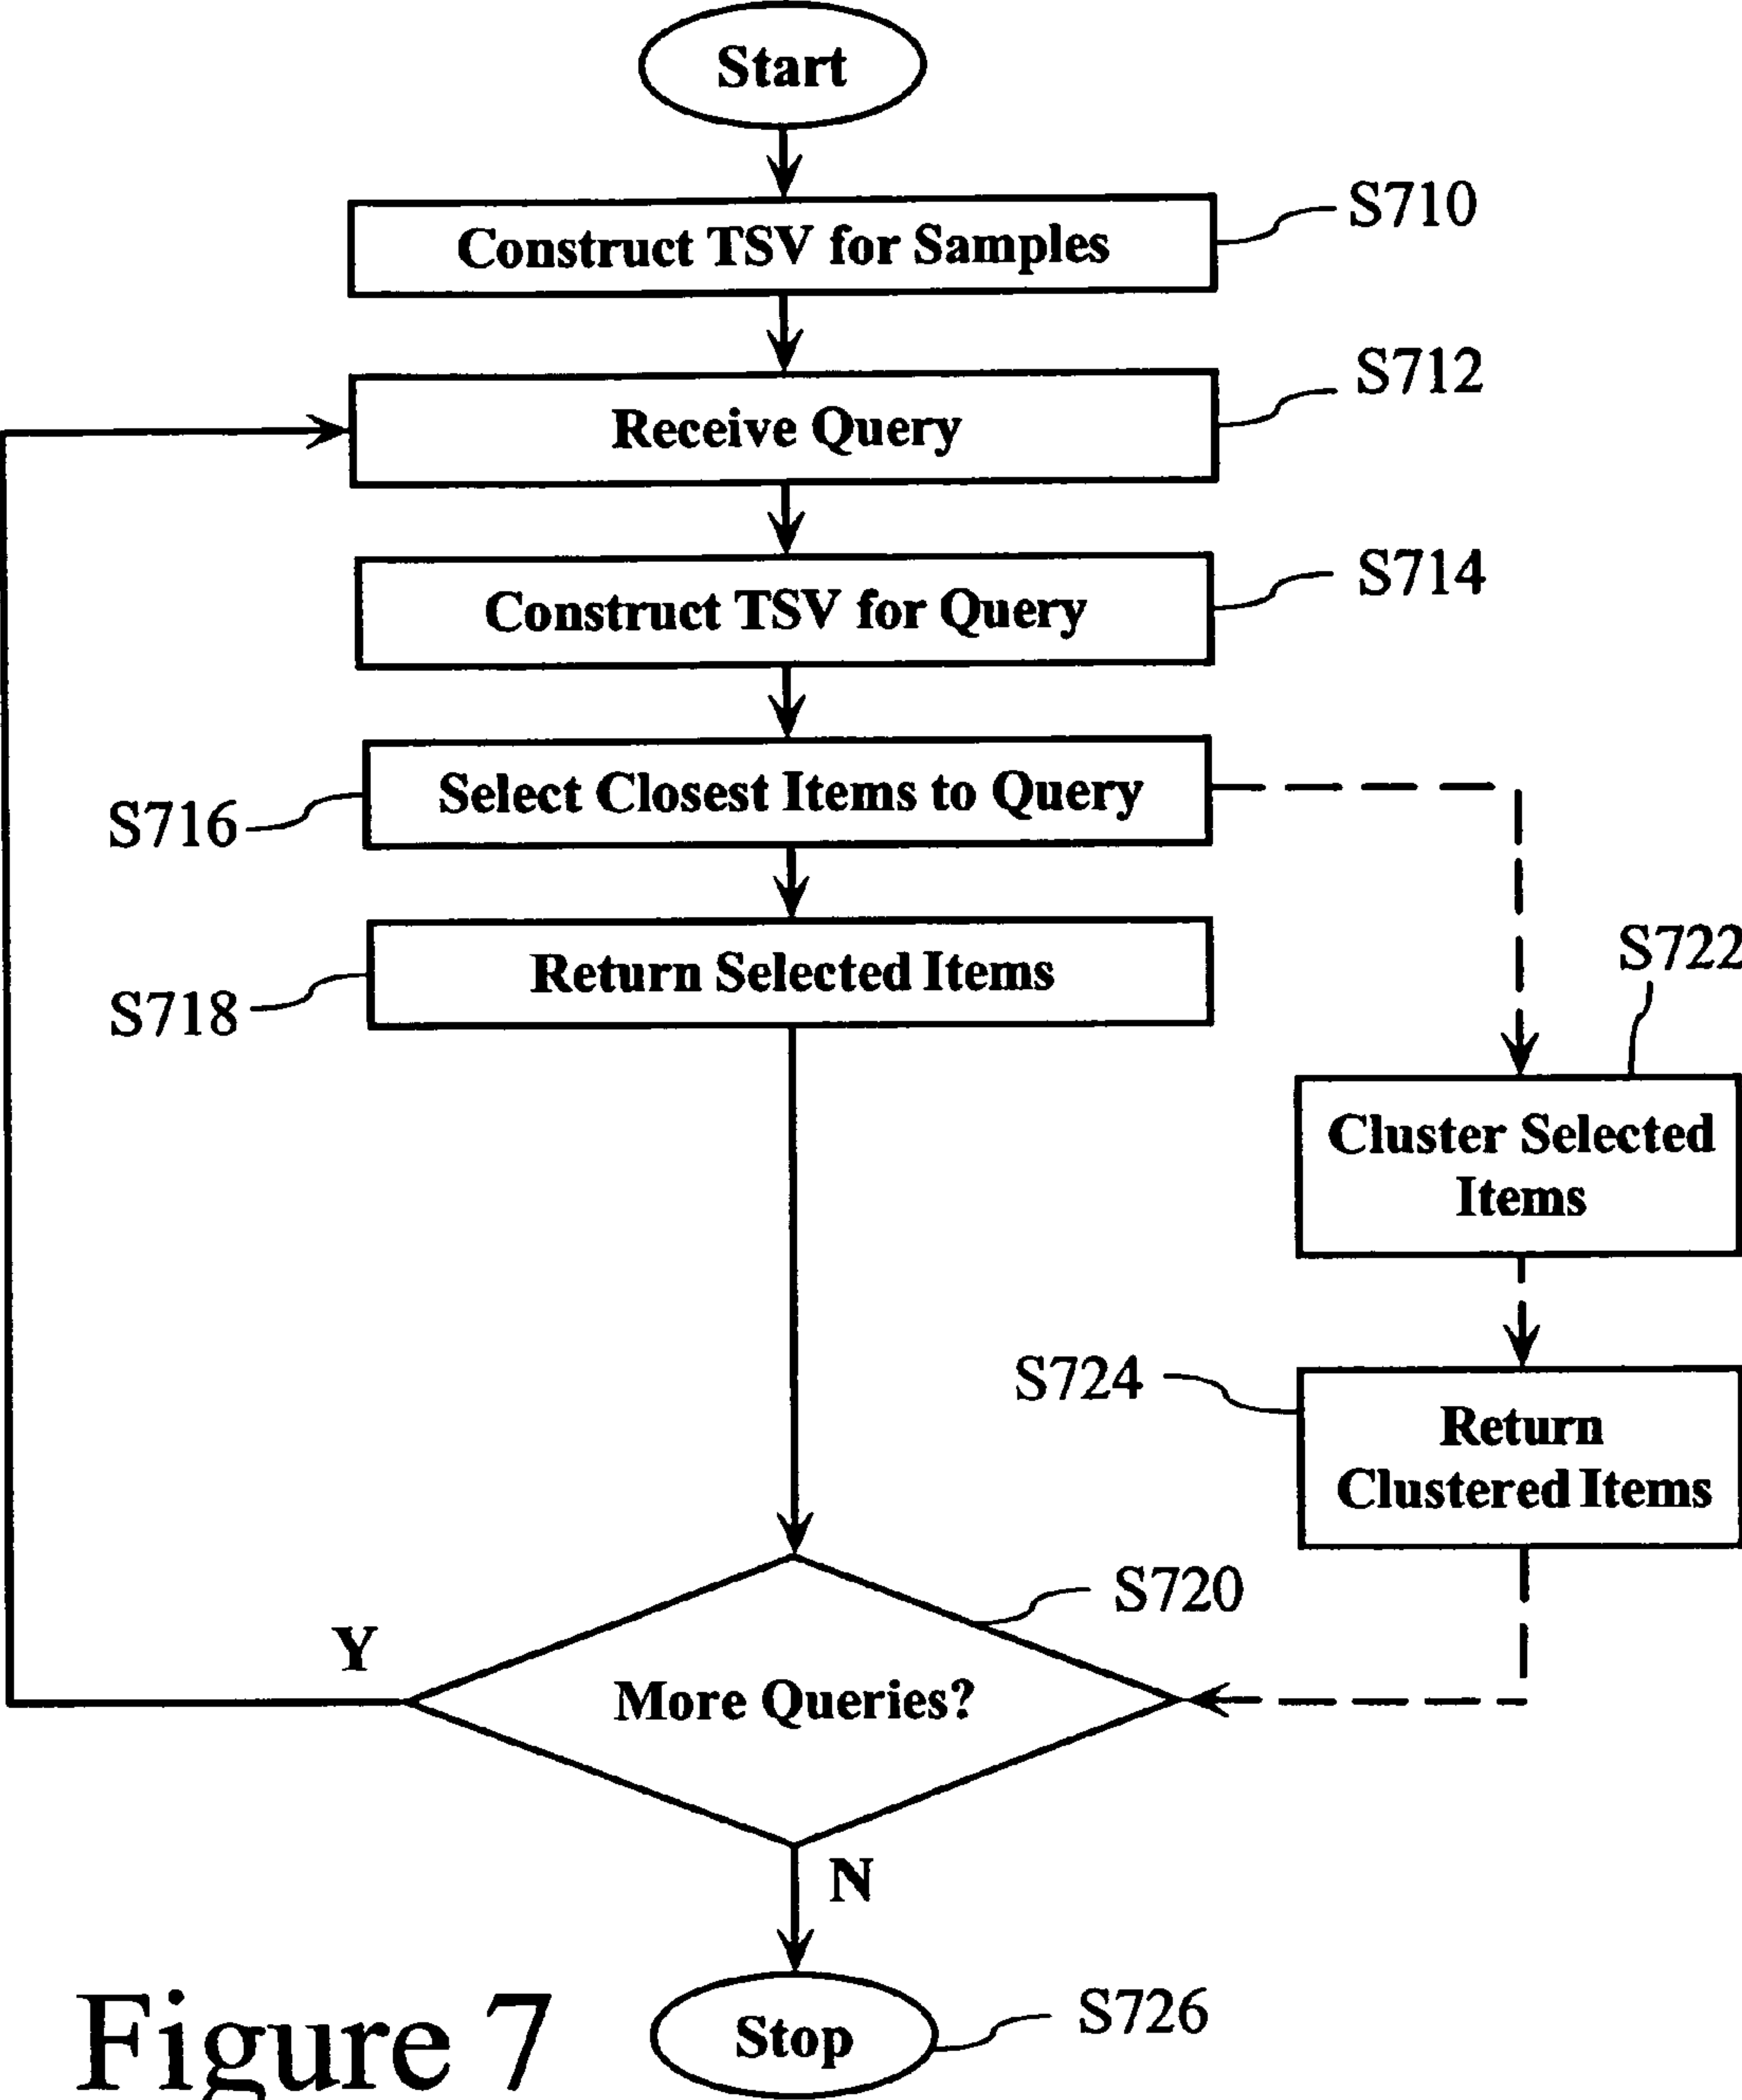 Start
Construct TSV for Samples
S710
Receive Query
S712
Construct TSV for Query
S714
Select Closest Items to Query
S716
Return Selected Items
S718
S722
Cluster Selected
Items
S724
Return
Clustered Items
S720
Y
More Queries?
N
Stop
S726
Figure 7